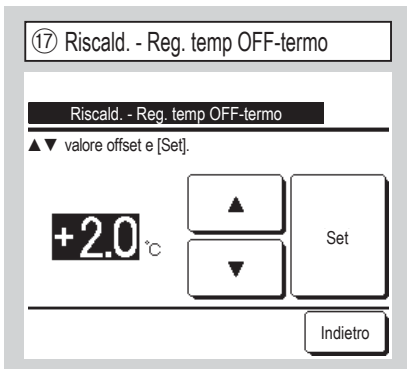 ⑰ Riscald. - Reg. temp OFF-termo
Riscald. - Reg. temp OFF-termo
▲▼ valore offset e [Set].
+2.0 °C
▲
▼
Set
Indietro